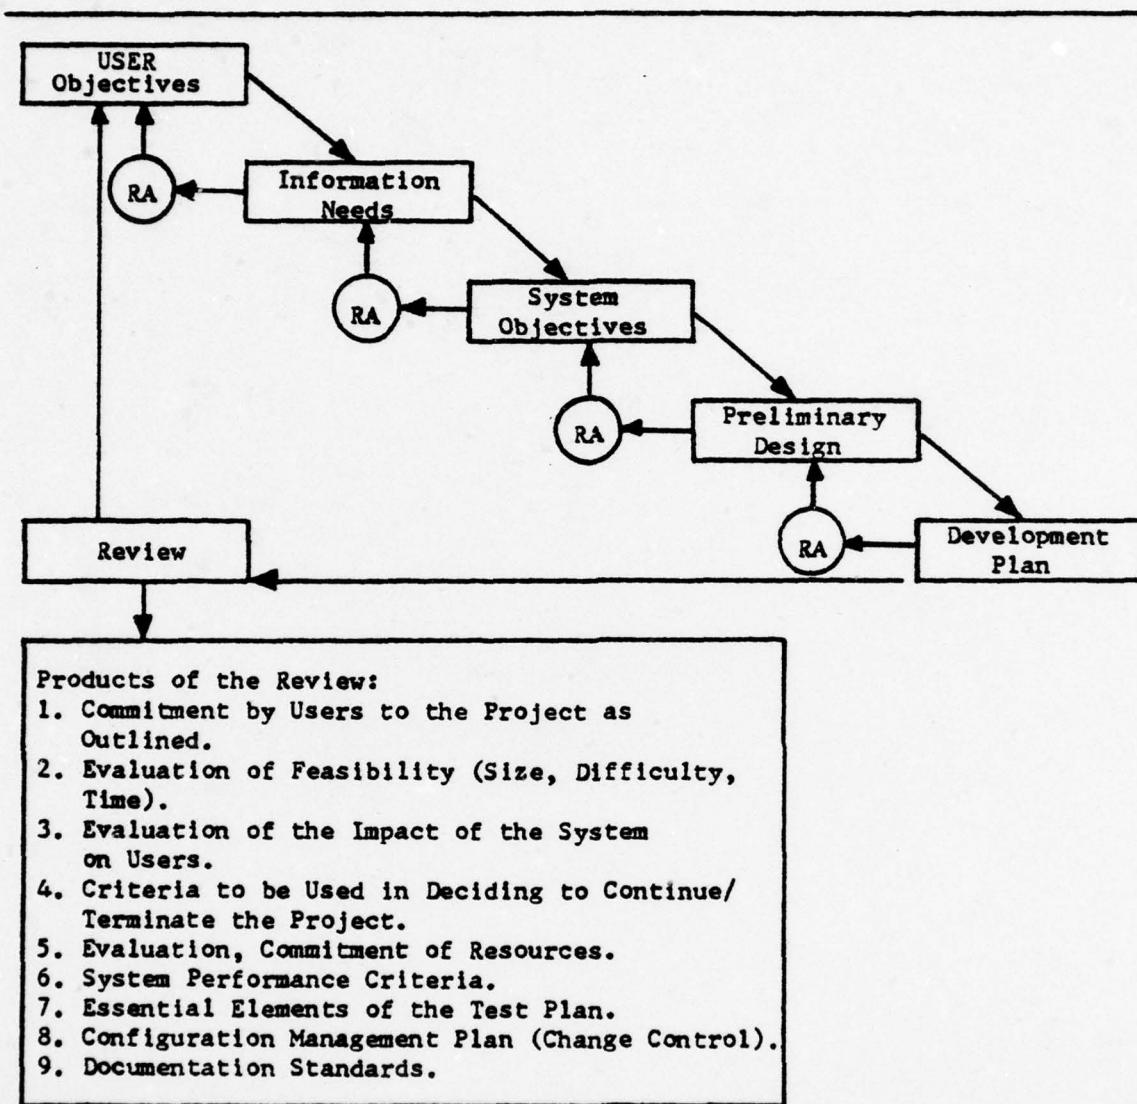 USER
Objectives
RA
Information
Needs
RA
System
Objectives
RA
Preliminary
Design
RA
Development
Plan
Review
Products of the Review:
1. Commitment by Users to the Project as
Outlined.
2. Evaluation of Feasibility (Size, Difficulty,
Time).
3. Evaluation of the Impact of the System
on Users.
4. Criteria to be Used in Deciding to Continue/
Terminate the Project.
5. Evaluation, Commitment of Resources.
6. System Performance Criteria.
7. Essential Elements of the Test Plan.
8. Configuration Management Plan (Change Control).
9. Documentation Standards.